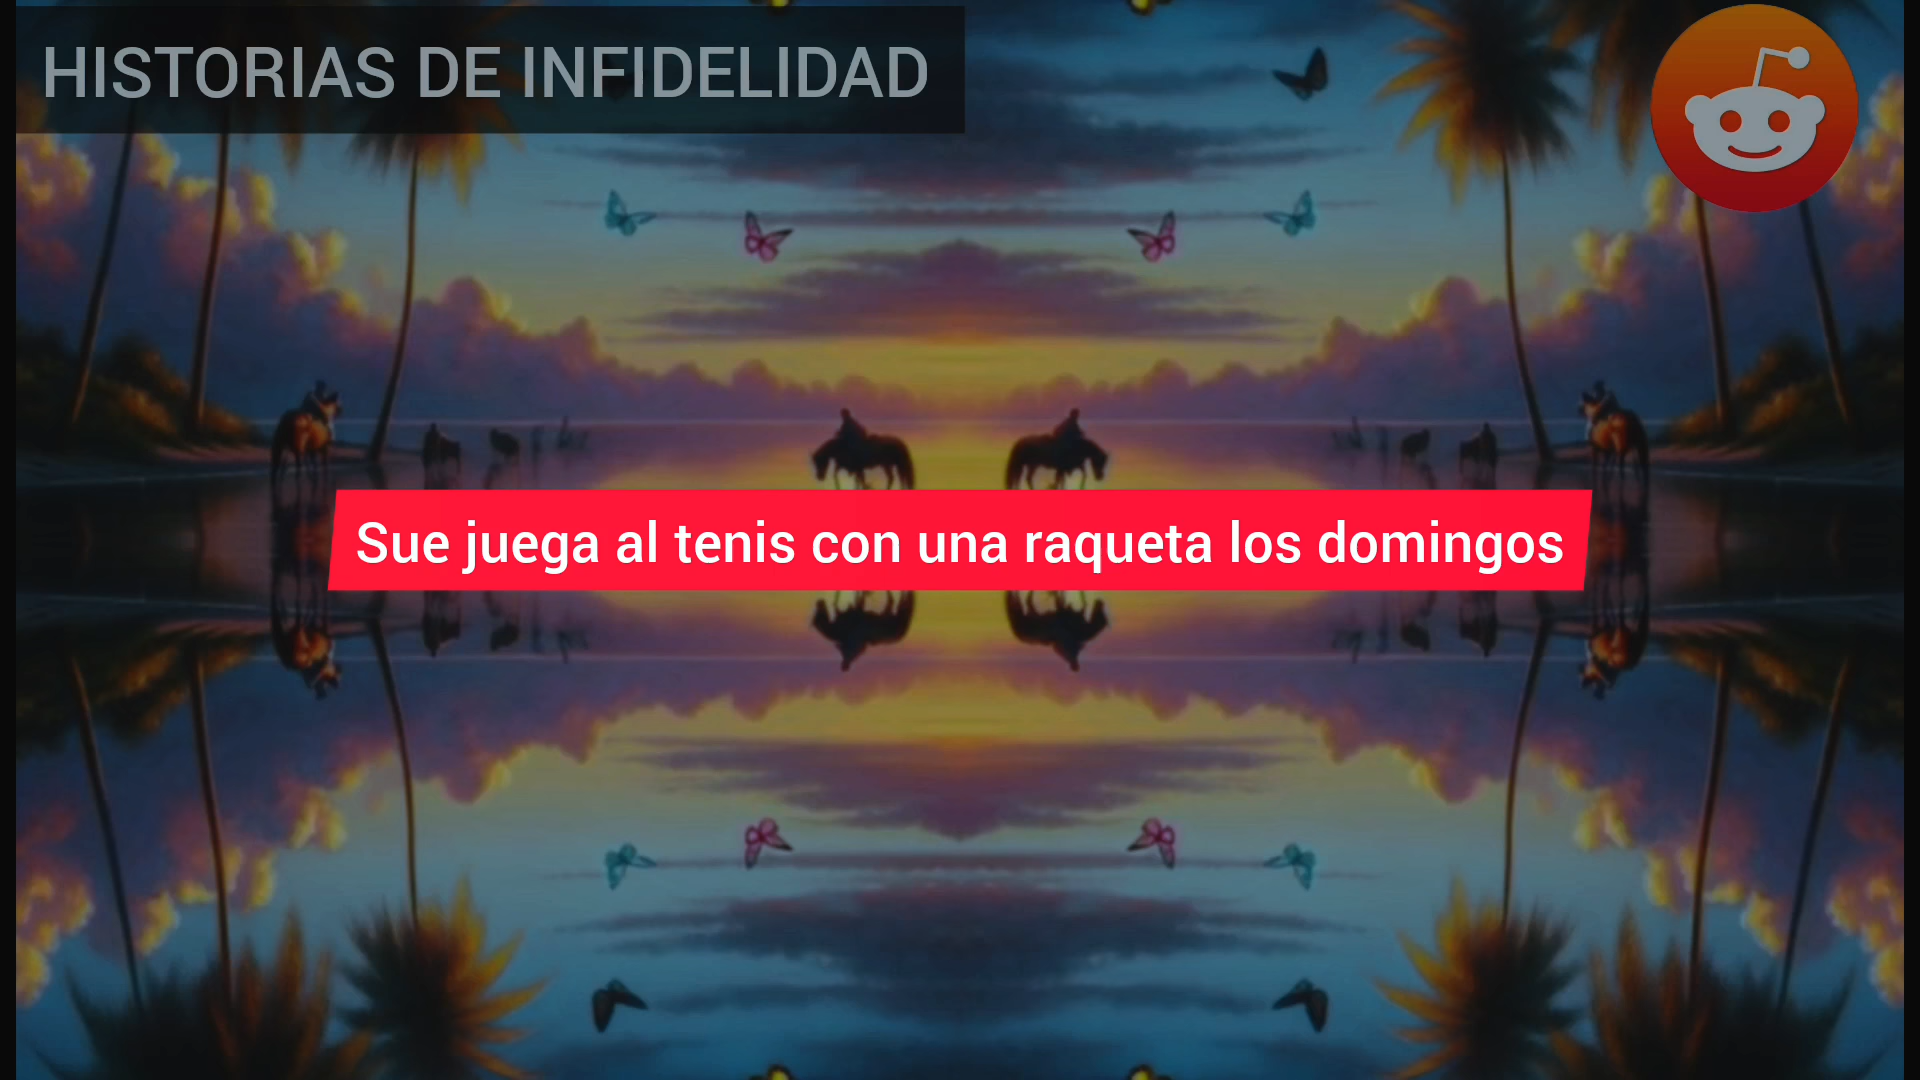 HISTORIAS DE INFIDELIDAD
Sue juega al tenis con una raqueta los domingos